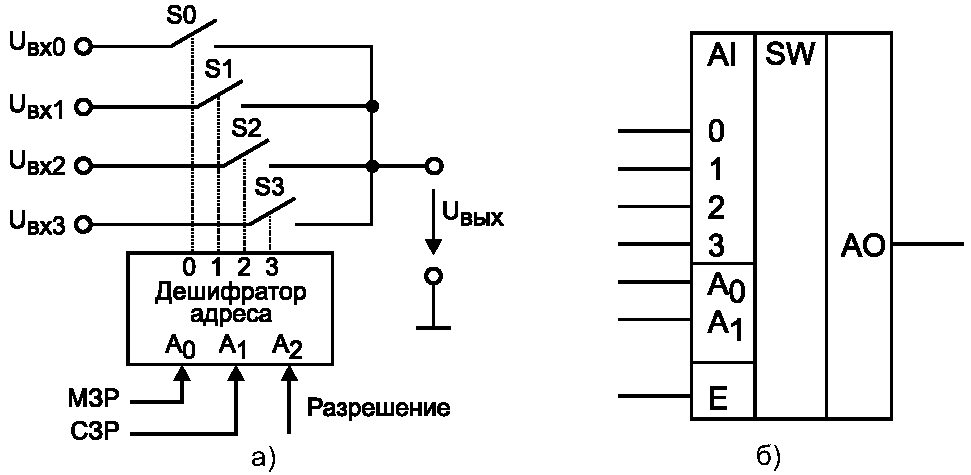 S0
Uвх0
S1
Uвх1
S2
Uвх2
S3
Uвх3
Uвых
0 1 2 3
Дешифратор
адреса
A0 A1 A2
МЗР
СЗР
Разрешение
а)
AI SW
0
1
2
3
AO
A0
A1
E
б)